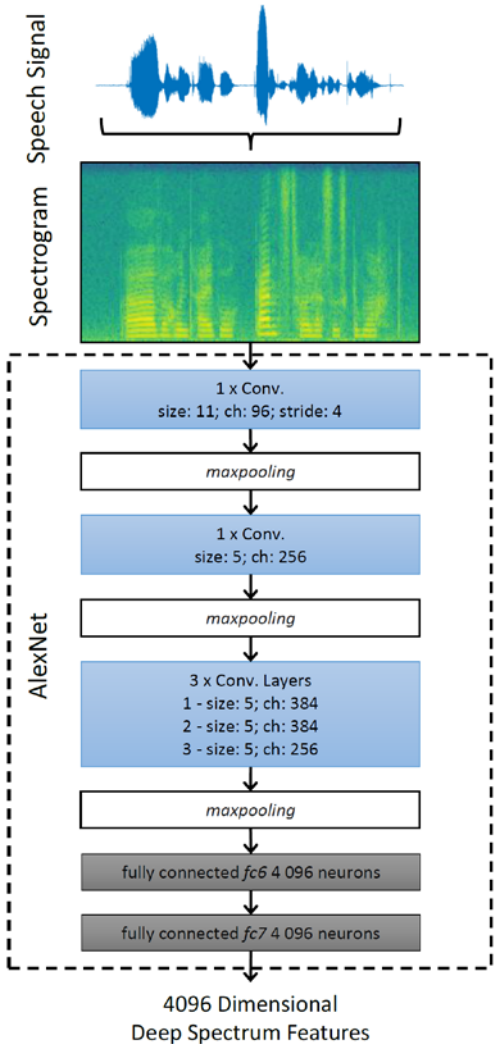 Speech Signal
Spectrogram
AlexNet
1 x Conv.
size: 11; ch: 96; stride: 4
maxpooling
1 x Conv.
size: 5; ch: 256
maxpooling
3 x Conv. Layers
1 - size: 5; ch: 384
2 - size: 5; ch: 384
3 - size: 5; ch: 256
maxpooling
fully connected fc6 4 096 neurons
fully connected fc7 4 096 neurons
4096 Dimensional
Deep Spectrum Features